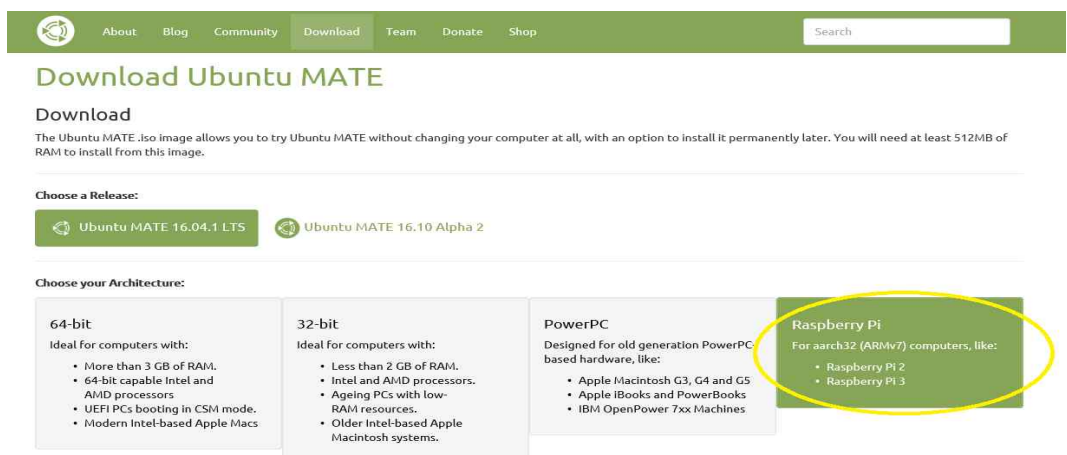 About Blog Community Download Team Donate Shop Search
Download Ubuntu MATE
Download
The Ubuntu MATE .iso image allows you to try Ubuntu MATE without changing your computer at all, with an option to install it permanently later. You will need at least 512MB of
RAM to install from this image.
Choose a Release:
Ubuntu MATE 16.04.1 LTS Ubuntu MATE 16.10 Alpha 2
Choose your Architecture:
64-bit
Ideal for computers with:
• More than 3 GB of RAM.
• 64-bit capable Intel and
AMD processors
• UEFI PCs booting in CSM mode.
• Modern Intel-based Apple Macs
32-bit
Ideal for computers with:
• Less than 2 GB of RAM.
• Intel and AMD processors.
• Ageing PCs with low-
RAM resources.
• Older Intel-based Apple
Macintosh systems.
PowerPC
Designed for old generation PowerPC-
based hardware, like:
• Apple Macintosh G3, G4 and G5
• Apple iBooks and PowerBooks
• IBM OpenPower 7xx Machines
Raspberry Pi
For aarch32 (ARMv7) computers, like:
• Raspberry Pi 2
• Raspberry Pi 3